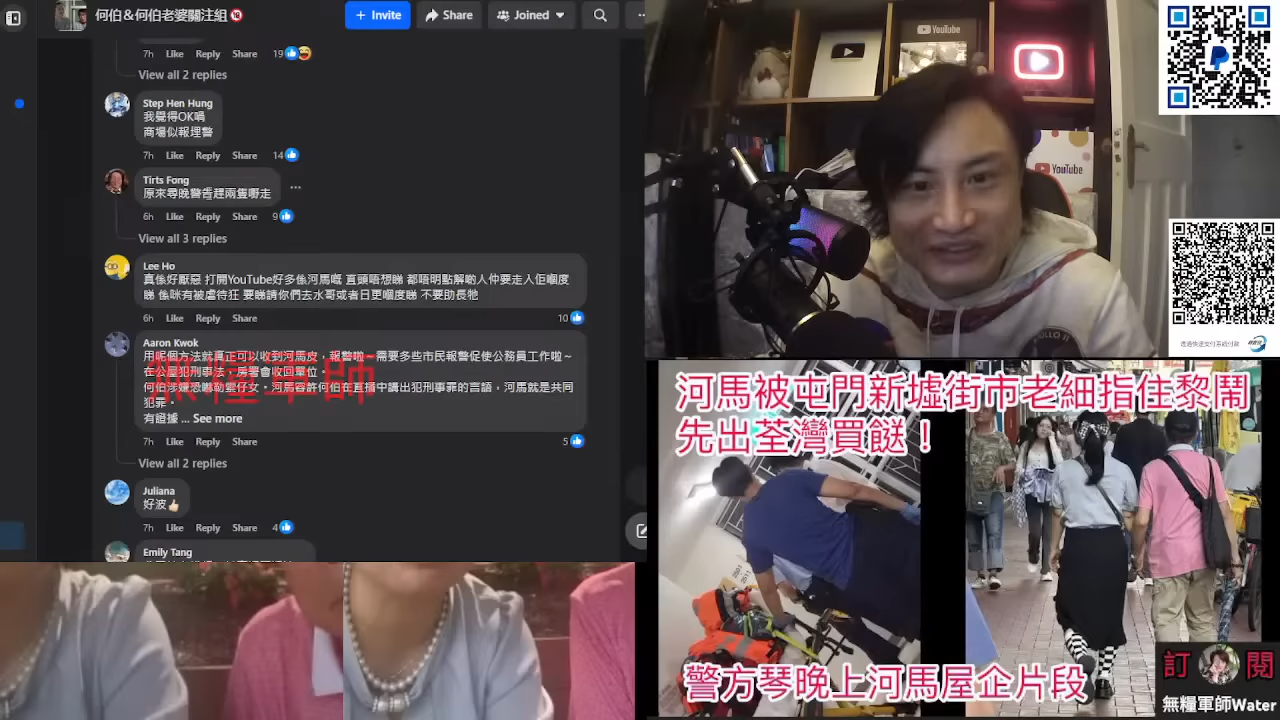 何伯&何伯老婆關注組🔞
+ Invite
Share
Joined
7h Like Reply Share 19
View all 2 replies
Step Hen Hung
我覺得OK喎
商場似報埋警
7h Like Reply Share 14
Tirts Fong
原來尋晚警香趕兩隻嘢走
6h Like Reply Share 9
View all 3 replies
Lee Ho
真係好厭惡 打開YouTube好多係河馬嘅 直頭唔想睇 都唔明點解啲人仲要走入佢嗰度
睇 係咪有被虐待狂 要睇請你們去水哥或者日更嗰度睇 不要助長牠
6h Like Reply Share 10
Aaron Kwok
用呢個方法就真正可以收到河馬皮，報警啦~需要多些市民報警促使公務員工作囉~
在公屋犯刑事法，房署會收回單位。
何伯涉嫌恐嚇勒雙仔女，河馬容許何伯在直播中講出犯刑事罪的言語，河馬就是共同
犯事
有證據 ... See more
7h Like Reply Share 5
View all 2 replies
Juliana
好波👍🏻
7h Like Reply Share 4
Emily Tang
無糧軍師
YouTube
YouTube
河馬被屯門新墟街市老細指住黎鬧
先出荃灣買餸！
警方琴晚上河馬屋企片段
訂閱
無糧軍師Water